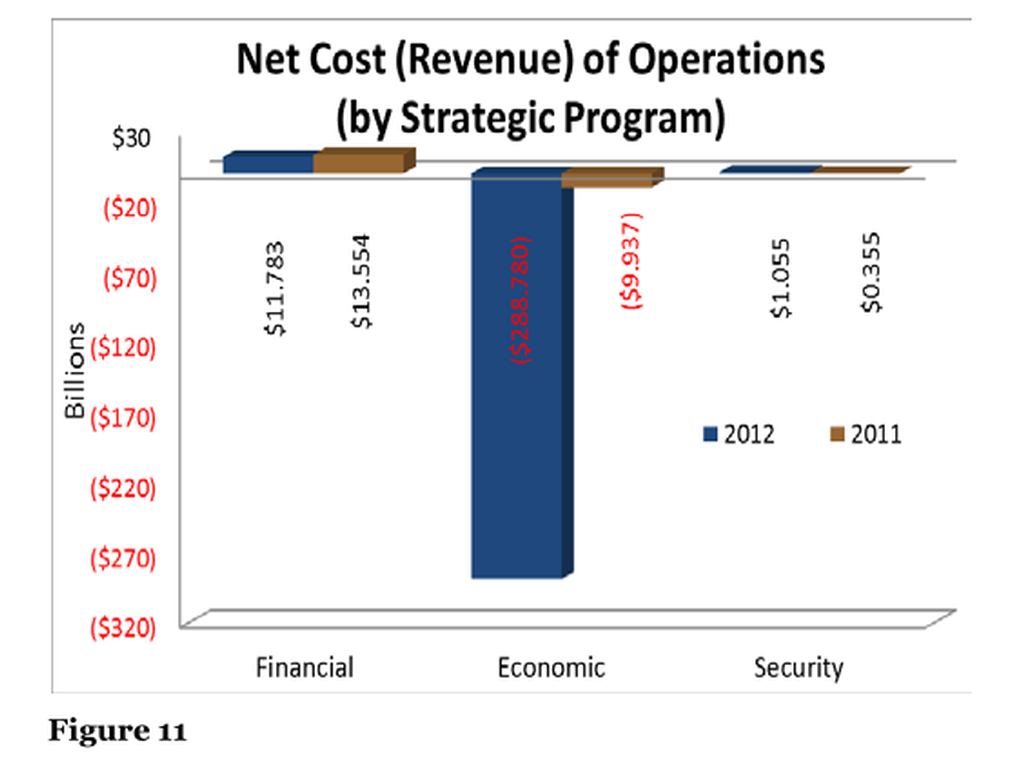 Net Cost (Revenue) of Operations
(by Strategic Program)
$30
($20)
($70)
($120)
($170)
($220)
($270)
($320)
Billions
$11.783
$13.554
($288.780)
($9.937)
$1.055
$0.355
2012
2011
Financial
Economic
Security
Figure 11